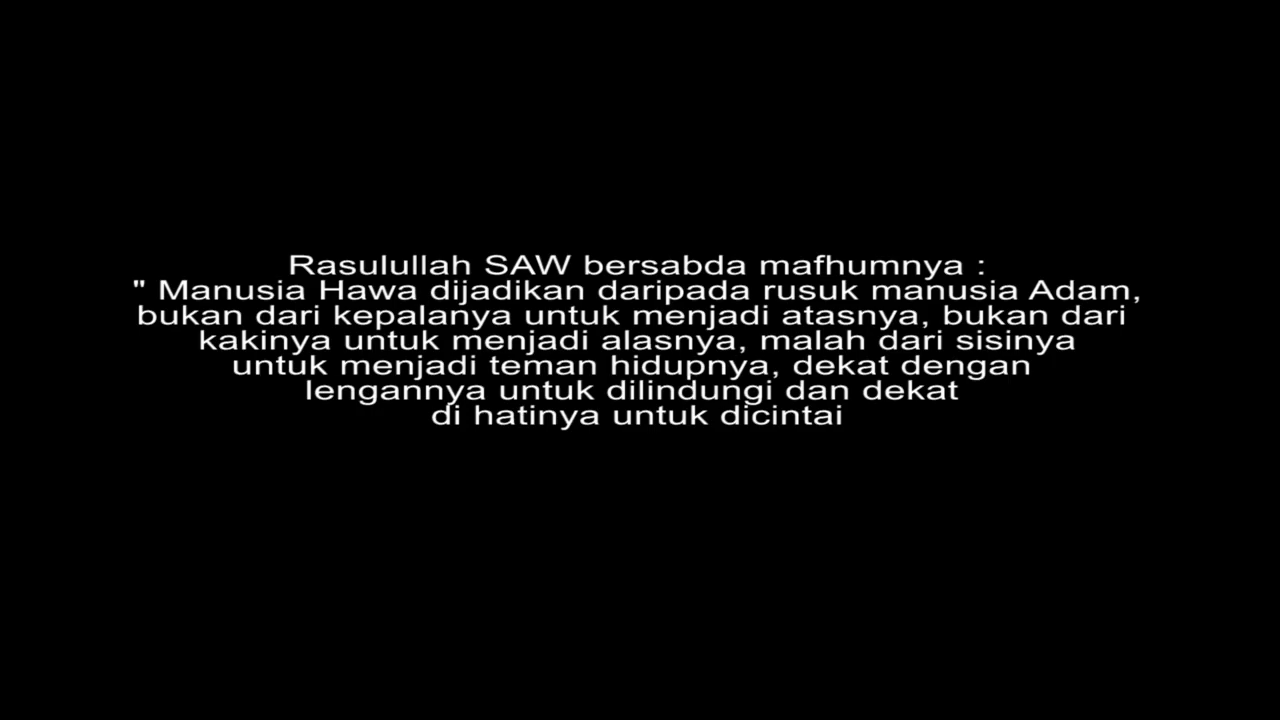 Rasulullah SAW bersabda mafhumnya :
" Manusia Hawa dijadikan daripada rusuk manusia Adam,
bukan dari kepalanya untuk menjadi atasnya, bukan dari
kakinya untuk menjadi alasnya, malah dari sisinya
untuk menjadi teman hidupnya, dekat dengan
lengannya untuk dilindungi dan dekat
di hatinya untuk dicintai